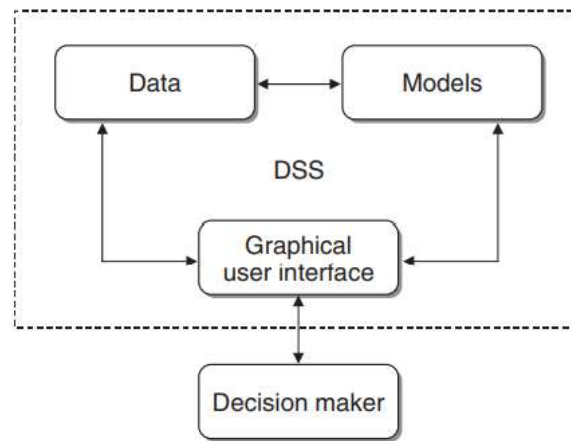 Data
Models
DSS
Graphical
user interface
Decision maker